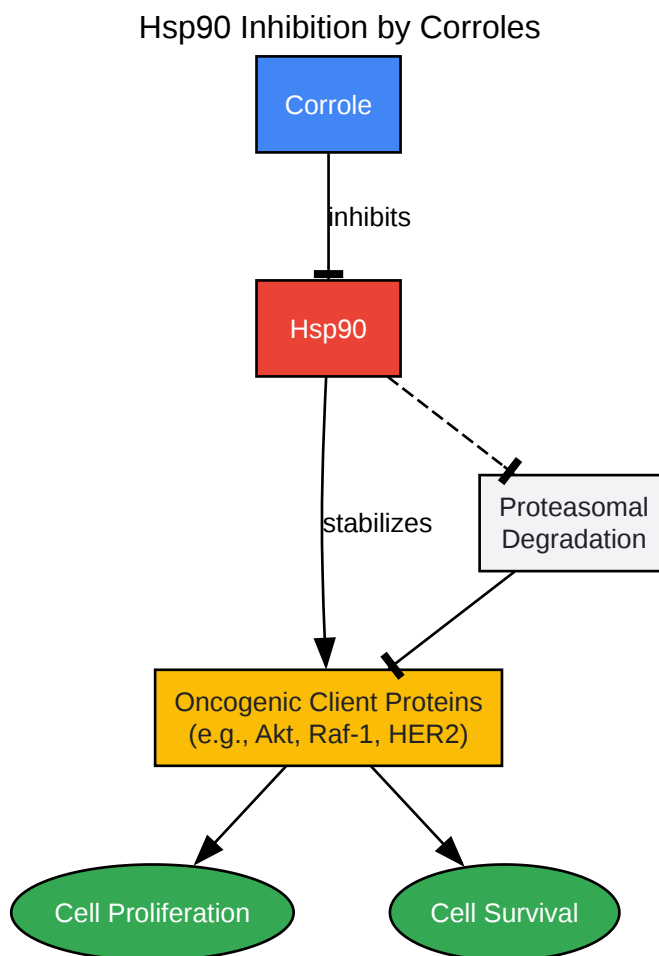 Hsp90 Inhibition by Corroles
Corrole
inhibits
Hsp90
stabilizes
Proteasomal
Degradation
Oncogenic Client Proteins
(e.g., Akt, Raf-1, HER2)
Cell Proliferation
Cell Survival